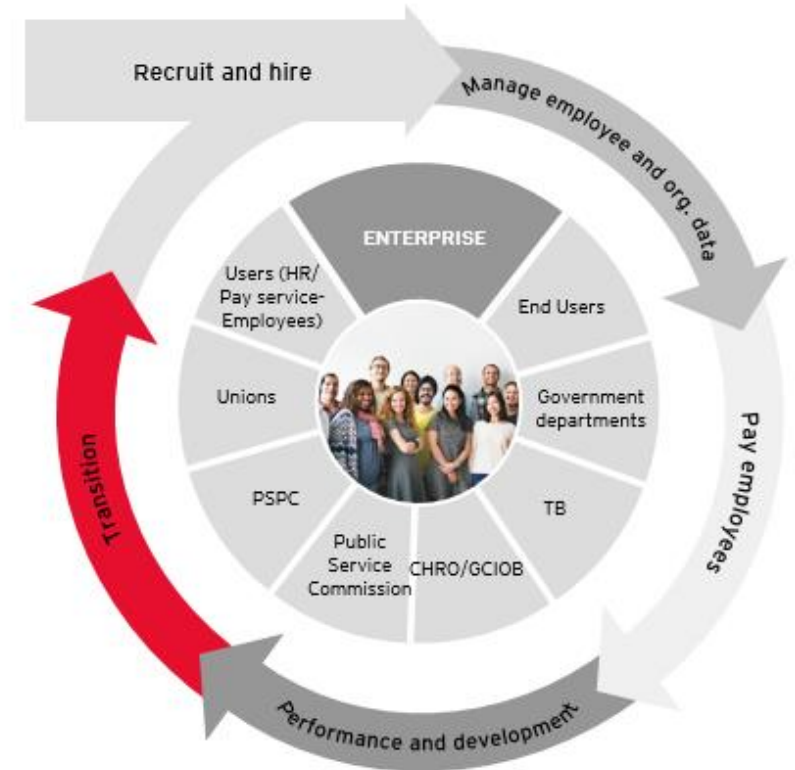 Recruit and hire
Manage employee and org. data
ENTERPRISE
Users (HR/
Pay service-
Employees)
End Users
Unions
Government
departments
Pay employees
Transition
PSPC
TB
Public
Service
Commission
CHRO/GCIOB
Performance and development